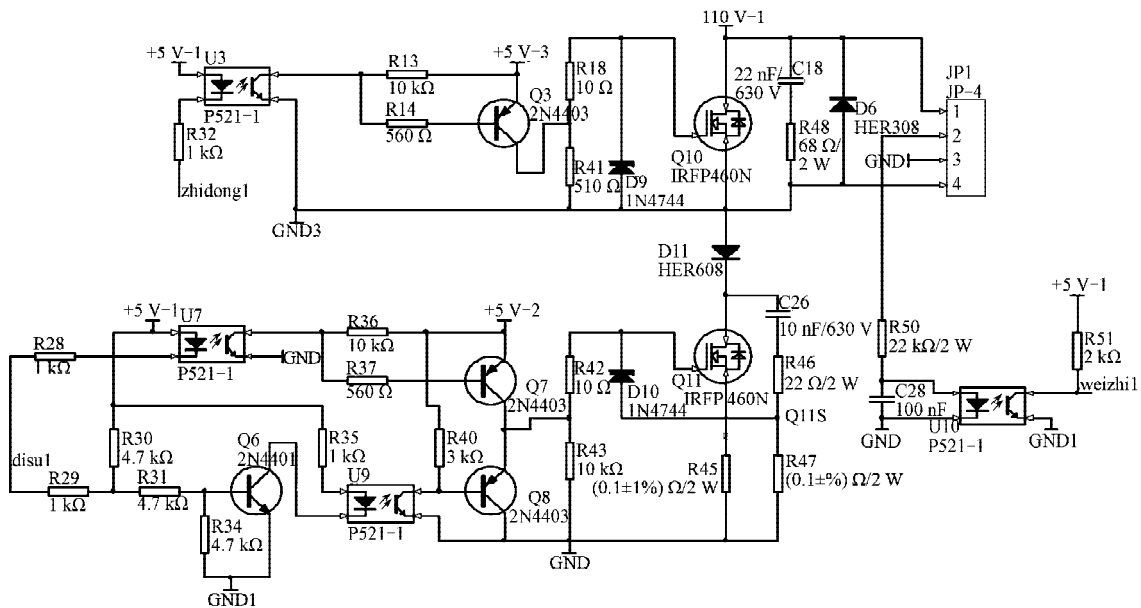 110 V-1
+5 V-1
U3
P521-1
R32
1 kΩ
zhidong1
GND3
R13
10 kΩ
R14
560 Ω
+5 V-3
Q3
2N4403
R18
10 Ω
R41
510 Ω
D9
1N4744
Q10
IRFP460N
22 nF/
630 V
C18
R48
68 Ω/
2 W
D6
HER308
JP1
JP-4
1
2
3
4
GND1
D11
HER608
+5 V-1
U7
P521-1
R28
1 kΩ
GND
R36
10 kΩ
R37
560 Ω
+5 V-2
Q7
2N4403
R42
10 Ω
D10
1N4744
Q11
IRFP460N
C26
10 nF/630 V
R46
22 Ω/2 W
Q11S
R50
22 kΩ/2 W
C28
100 nF
GND
+5 V-1
R51
2 kΩ
weizhi1
U10
P521-1
GND1
disu1
R29
1 kΩ
R30
4.7 kΩ
R31
4.7 kΩ
R34
4.7 kΩ
GND1
Q6
2N4401
R35
1 kΩ
U9
P521-1
R40
3 kΩ
Q8
2N4403
R43
10 kΩ
GND
R45
(0.1±1%) Ω/2 W
R47
(0.1±%) Ω/2 W